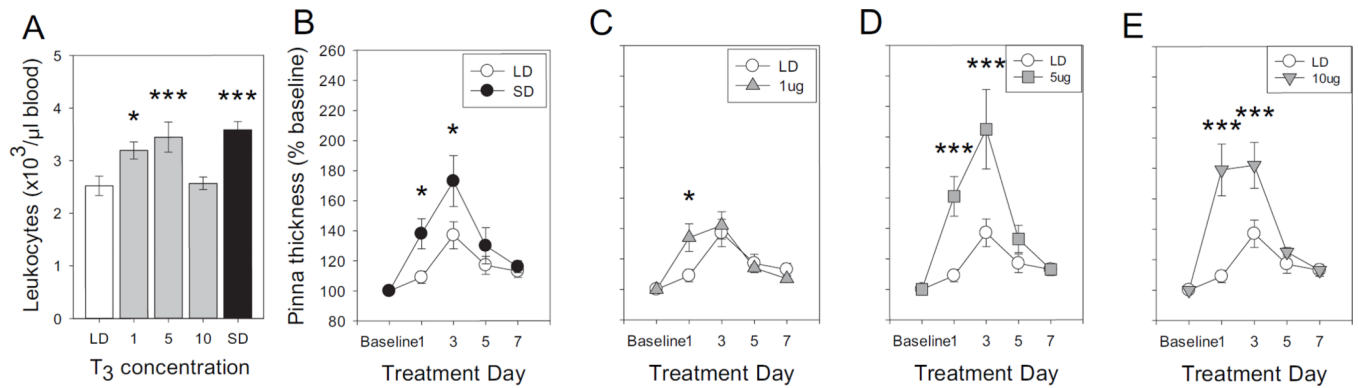 A
Leukocytes (x10³/μl blood)
5
4
3
2
1
0
*
***
***
LD
1
5
10
SD
T₃ concentration
B
Pinna thickness (% baseline)
260
240
220
200
180
160
140
120
100
80
LD
SD
*
*
Baseline1
3
5
7
Treatment Day
C
LD
1ug
*
Baseline1
3
5
7
Treatment Day
D
LD
5ug
***
***
Baseline1
3
5
7
Treatment Day
E
LD
10ug
***
***
Baseline1
3
5
7
Treatment Day